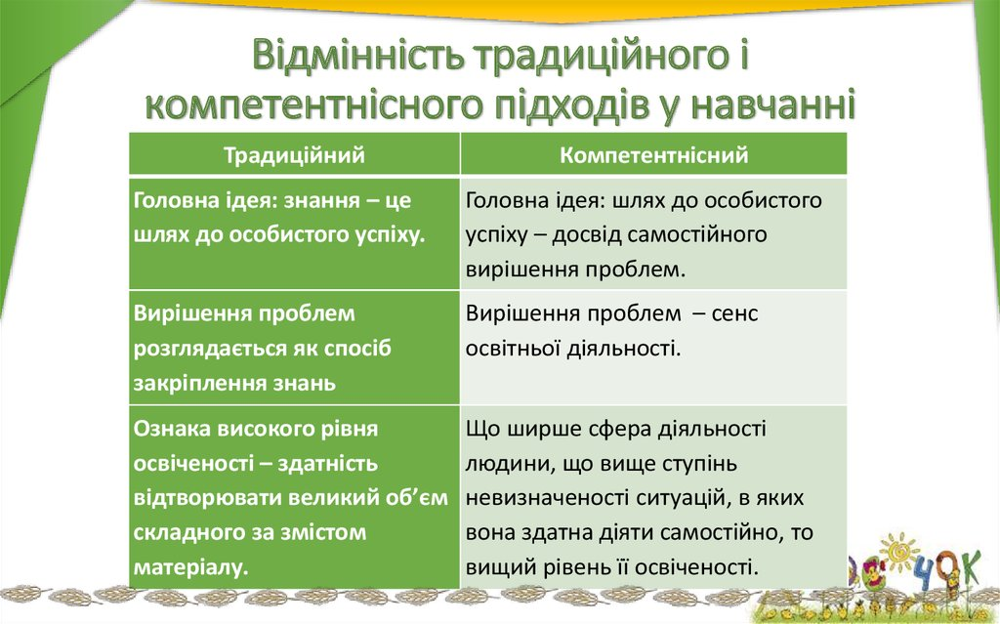 Відмінність традиційного і
компетентнісного підходів у навчанні
Традиційний
Компетентнісний
Головна ідея: знання – це
шлях до особистого успіху.
Головна ідея: шлях до особистого
успіху – досвід самостійного
вирішення проблем.
Вирішення проблем
розглядається як спосіб
закріплення знань
Вирішення проблем – сенс
освітньої діяльності.
Ознака високого рівня
освіченості – здатність
відтворювати великий об’єм
складного за змістом
матеріалу.
Що ширше сфера діяльності
людини, що вище ступінь
невизначеності ситуацій, в яких
вона здатна діяти самостійно, то
вищий рівень її освіченості.